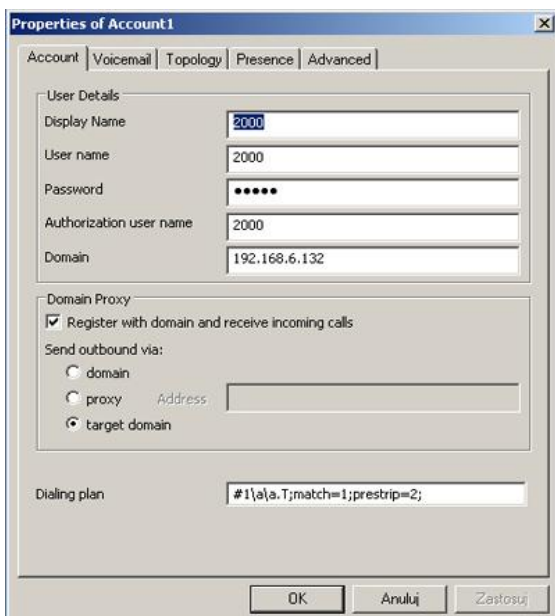 Properties of Account1
Account Voicemail Topology Presence Advanced
User Details
Display Name 2000
User name 2000
Password •••••
Authorization user name 2000
Domain 192.168.6.132
Domain Proxy
Register with domain and receive incoming calls
Send outbound via:
domain
proxy Address
target domain
Dialing plan #1\a\a.T;match=1;prestrip=2;
OK Anuluj Zastosuj